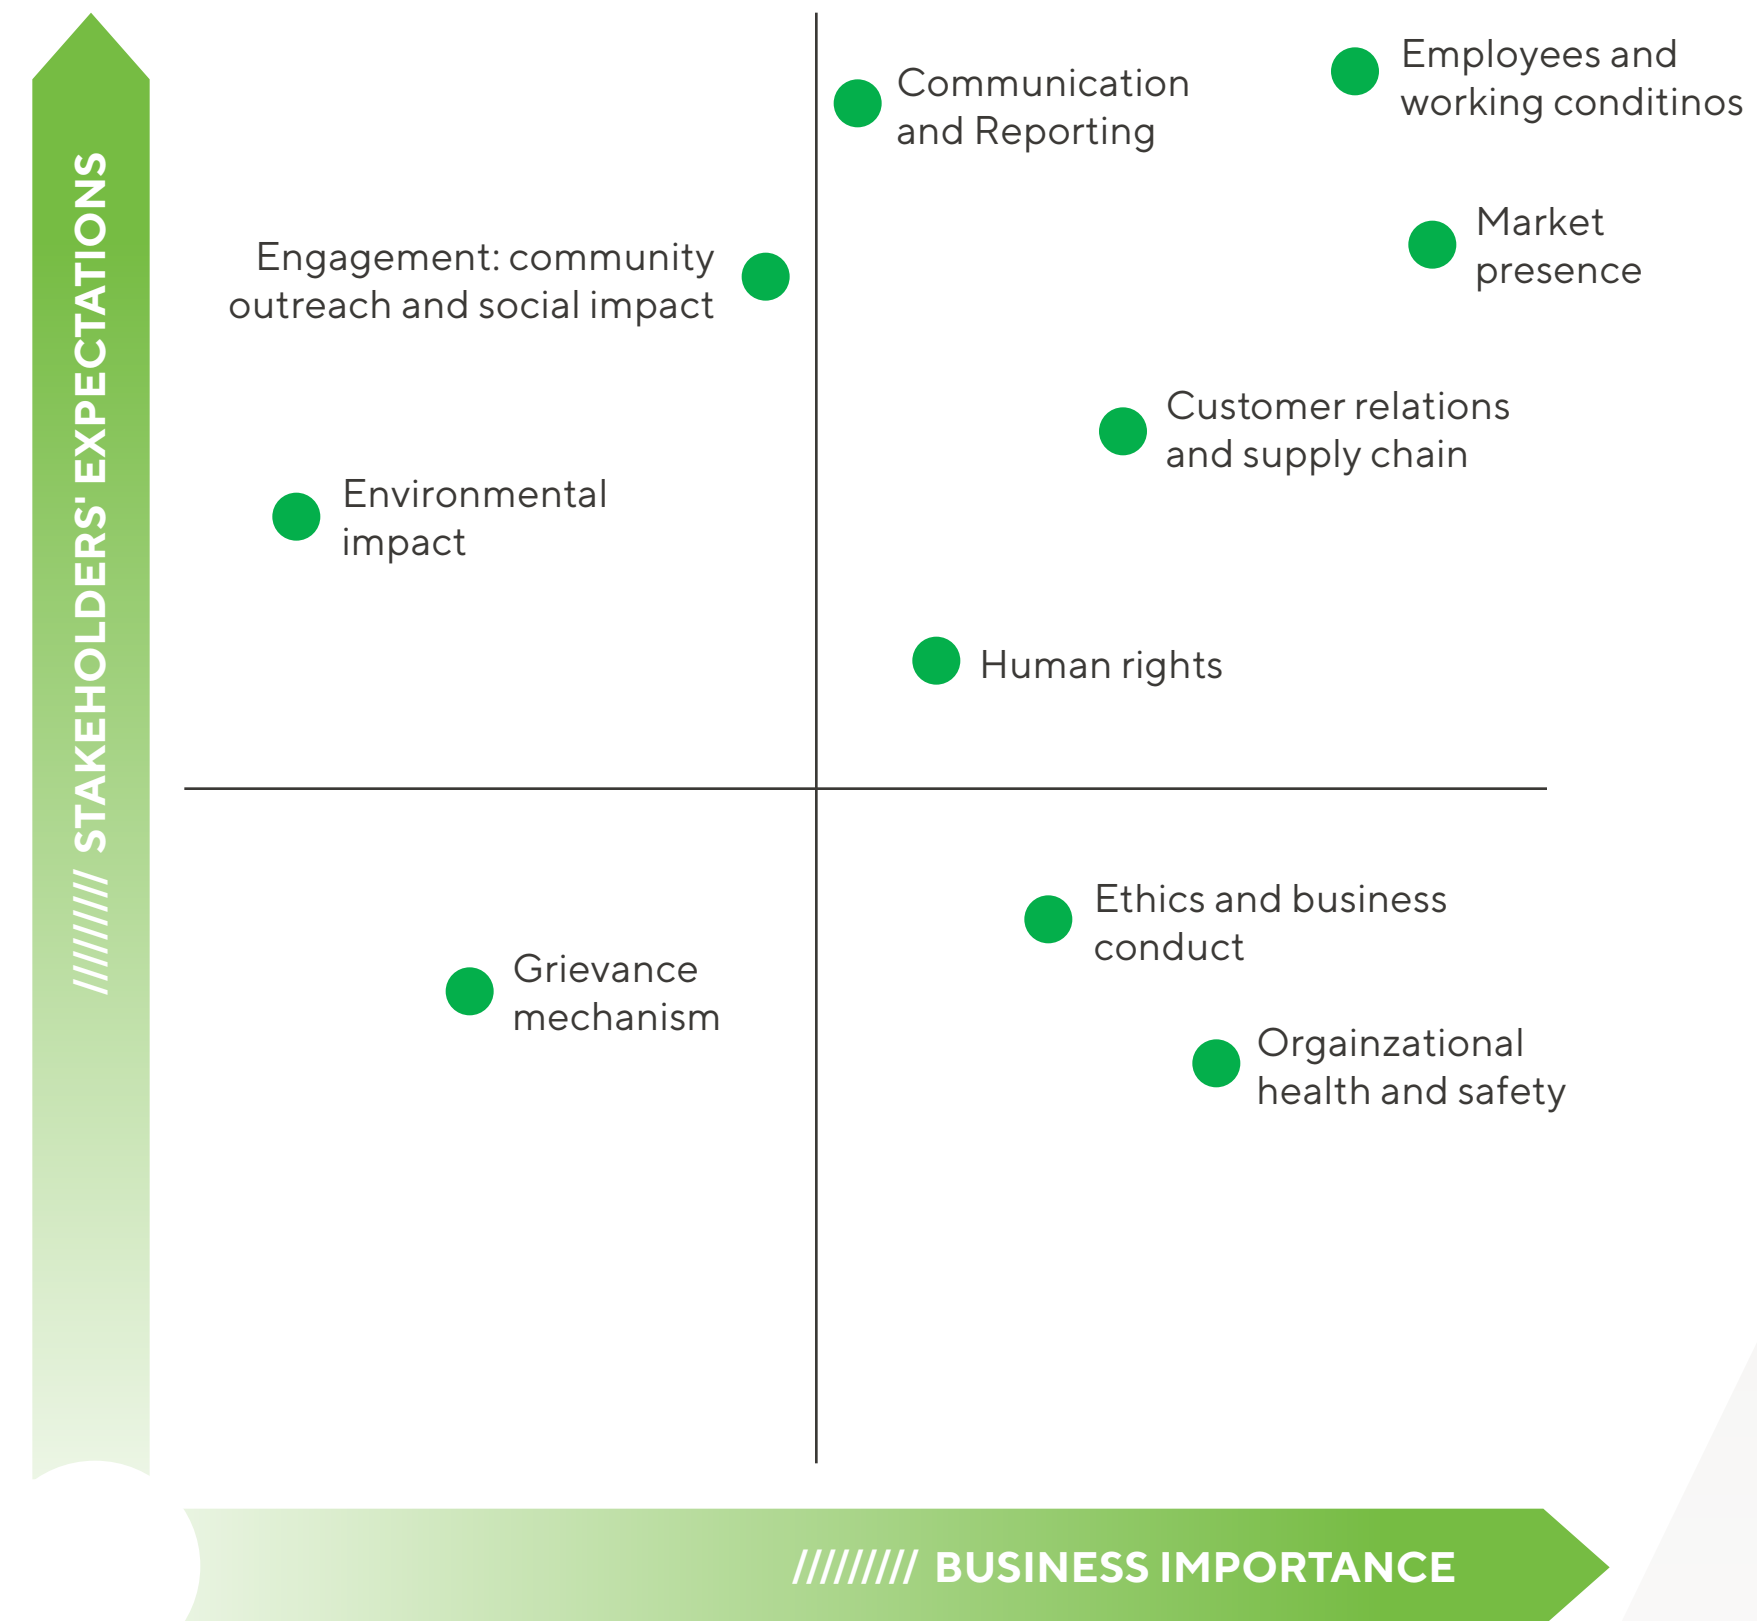 ///////// STAKEHOLDERS' EXPECTATIONS
Communication
and Reporting
Employees and
working conditinos
Market
presence
Engagement: community
outreach and social impact
Customer relations
and supply chain
Environmental
impact
Human rights
Ethics and business
conduct
Grievance
mechanism
Orgainzational
health and safety
///////// BUSINESS IMPORTANCE